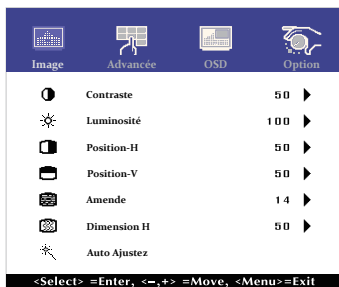 Image Advancée OSD Option
Contraste 50
Luminosité 100
Position-H 50
Position-V 50
Amende 14
Dimension H 50
Auto Ajustez
<Select> =Enter, <–,+> =Move, <Menu>=Exit